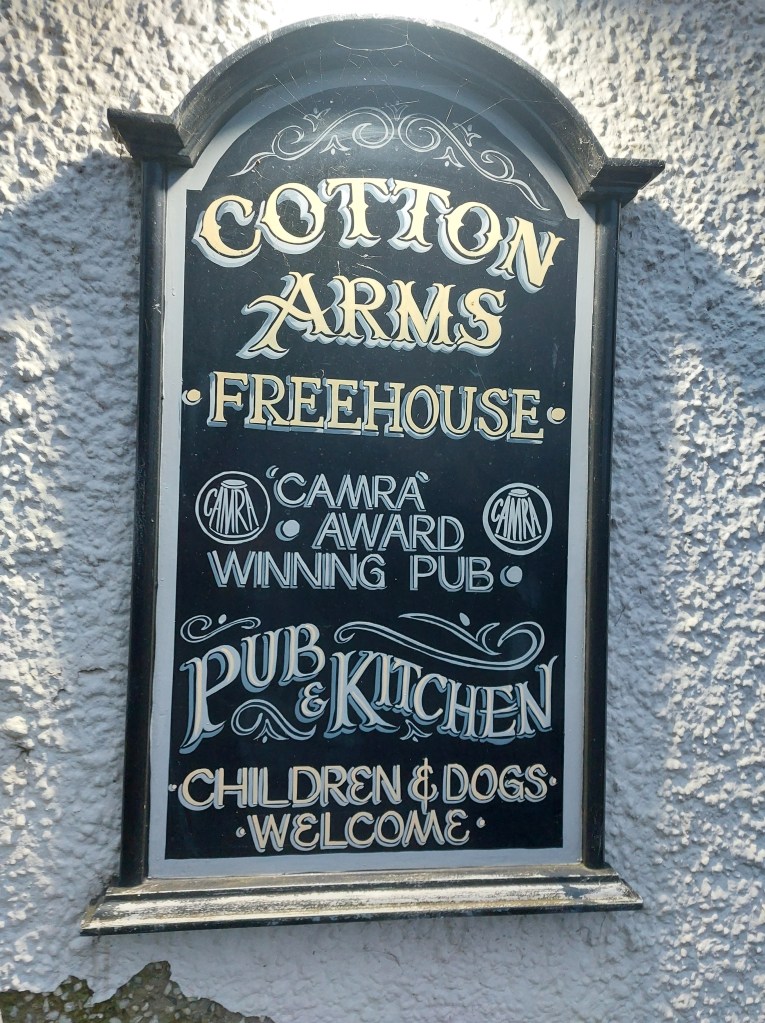 COTTON
ARMS
• FREEHOUSE •
CAMRA 'CAMRA' CAMRA
• AWARD
WINNING PUB •
PUB
& KITCHEN
• CHILDREN & DOGS •
• WELCOME •